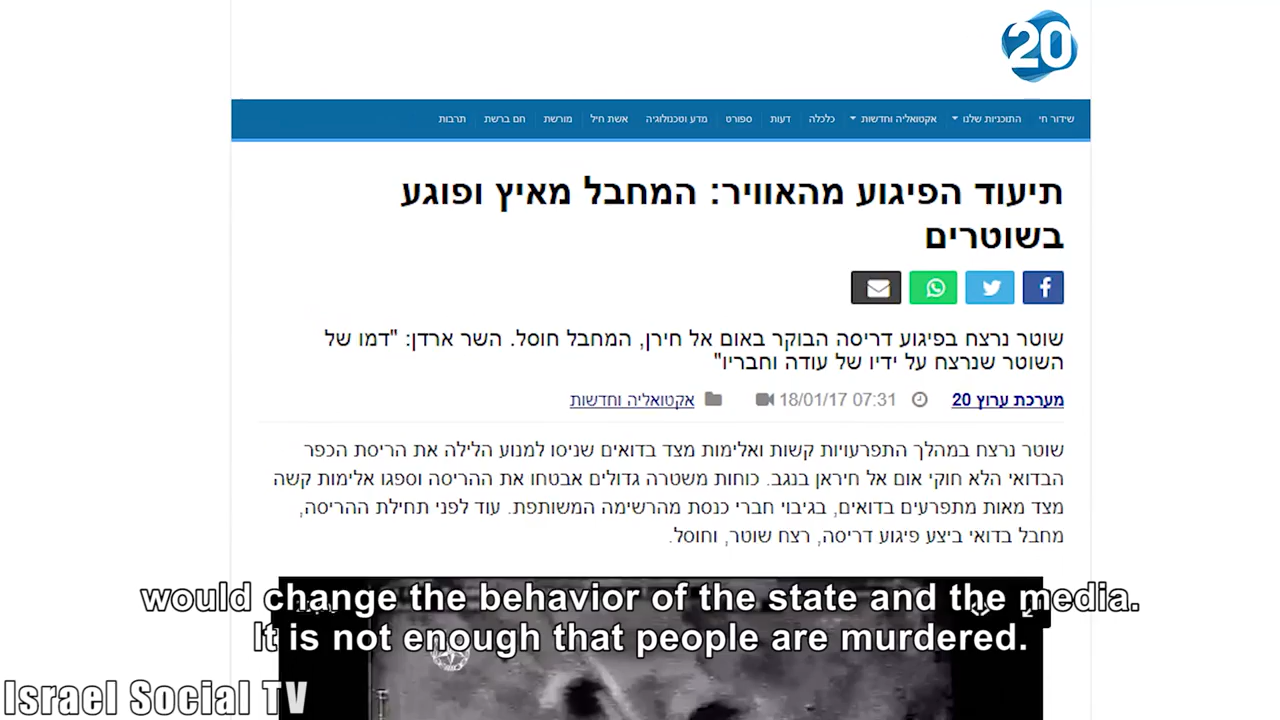 20
שידור חי התוכניות שלנו אקטואליה וחדשות כלכלה דעות ספורט מדע וטכנולוגיה אשת חיל מורשת חם ברשת תרבות
תיעוד הפיגוע מהאוויר: המחבל מאיץ ופוגע
בשוטרים
שוטר נרצח בפיגוע דריסה הבוקר באום אל חירן, המחבל חוסל. השר ארדן: "דמו של
השוטר שנרצח על ידיו של עודה וחבריו"
מערכת ערוץ 20 18/01/17 07:31 אקטואליה וחדשות
שוטר נרצח במהלך התפרעויות קשות ואלימות מצד בדואים שניסו למנוע הלילה את הריסת הכפר
הבדואי הלא חוקי אום אל חיראן בנגב. כוחות משטרה גדולים אבטחו את ההריסה וספגו אלימות קשה
מצד מאות מתפרעים בדואים, בגיבוי חברי כנסת מהרשימה המשותפת. עוד לפני תחילת ההריסה,
מחבל בדואי ביצע פיגוע דריסה, רצח שוטר, וחוסל.
would change the behavior of the state and the media.
It is not enough that people are murdered.
Israel Social TV